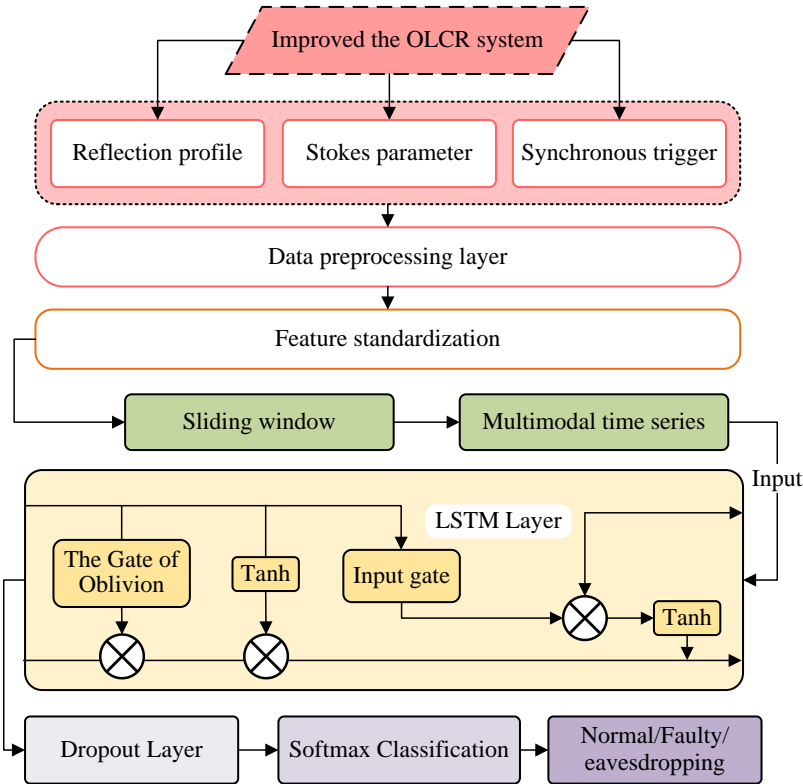 Improved the OLCR system
Reflection profile
Stokes parameter
Synchronous trigger
Data preprocessing layer
Feature standardization
Sliding window
Multimodal time series
Input
LSTM Layer
The Gate of
Oblivion
Tanh
Input gate
Tanh
Dropout Layer
Softmax Classification
Normal/Faulty/
eavesdropping